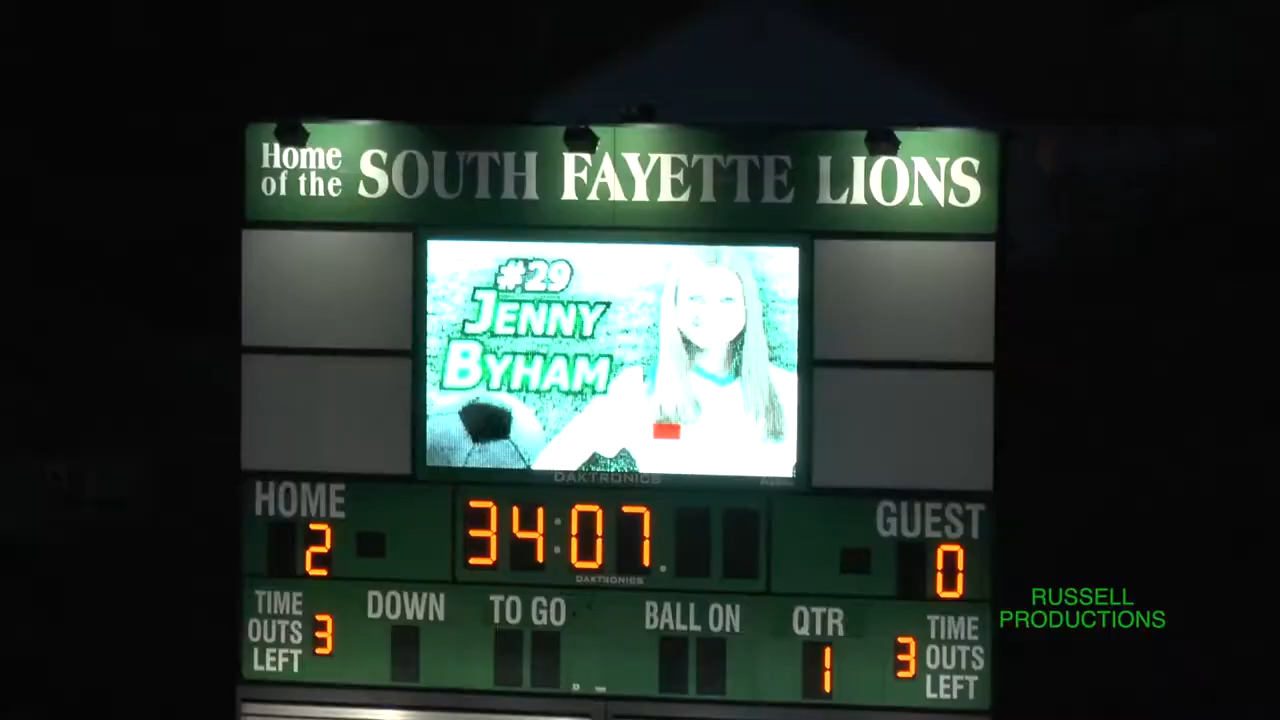 Home
of the
SOUTH FAYETTE LIONS
#29
JENNY
BYHAM
DAKTRONICS
HOME
34:07
GUEST
2
0
DAKTRONICS
TIME
OUTS
LEFT
3
DOWN
TO GO
BALL ON
QTR
1
3
TIME
OUTS
LEFT
RUSSELL
PRODUCTIONS